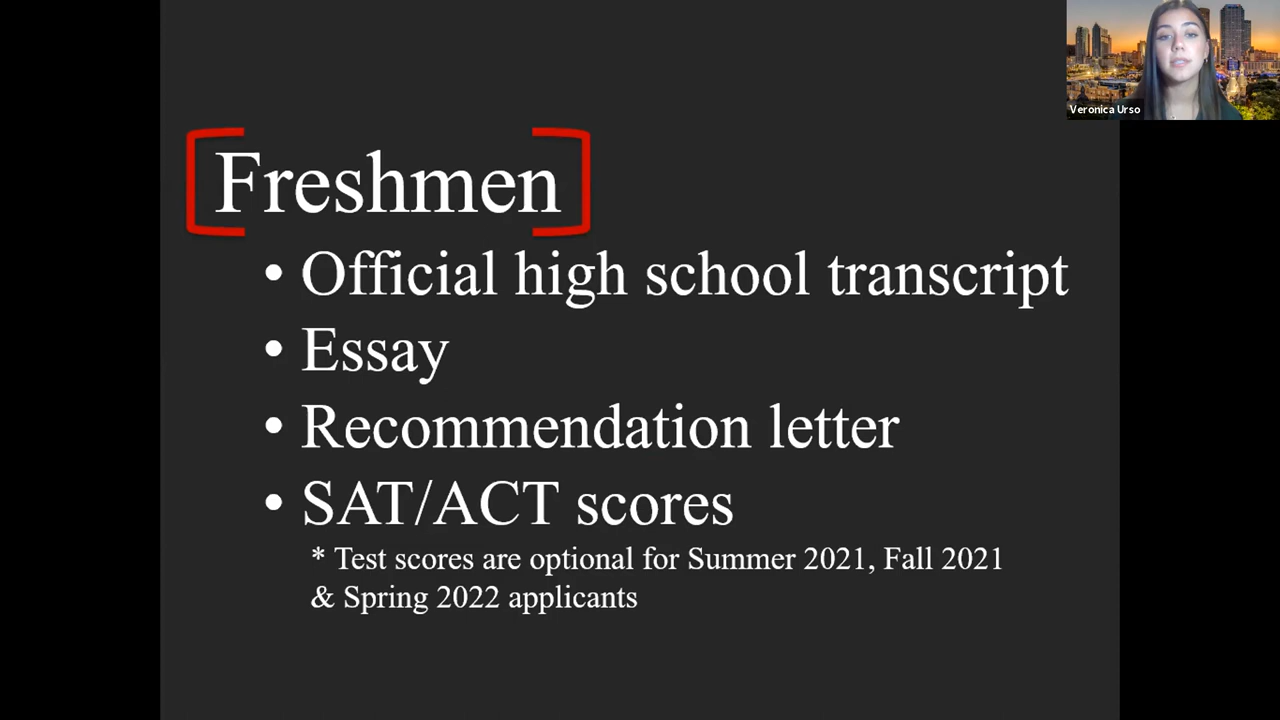 Veronica Urso
Freshmen
• Official high school transcript
• Essay
• Recommendation letter
• SAT/ACT scores
* Test scores are optional for Summer 2021, Fall 2021
& Spring 2022 applicants